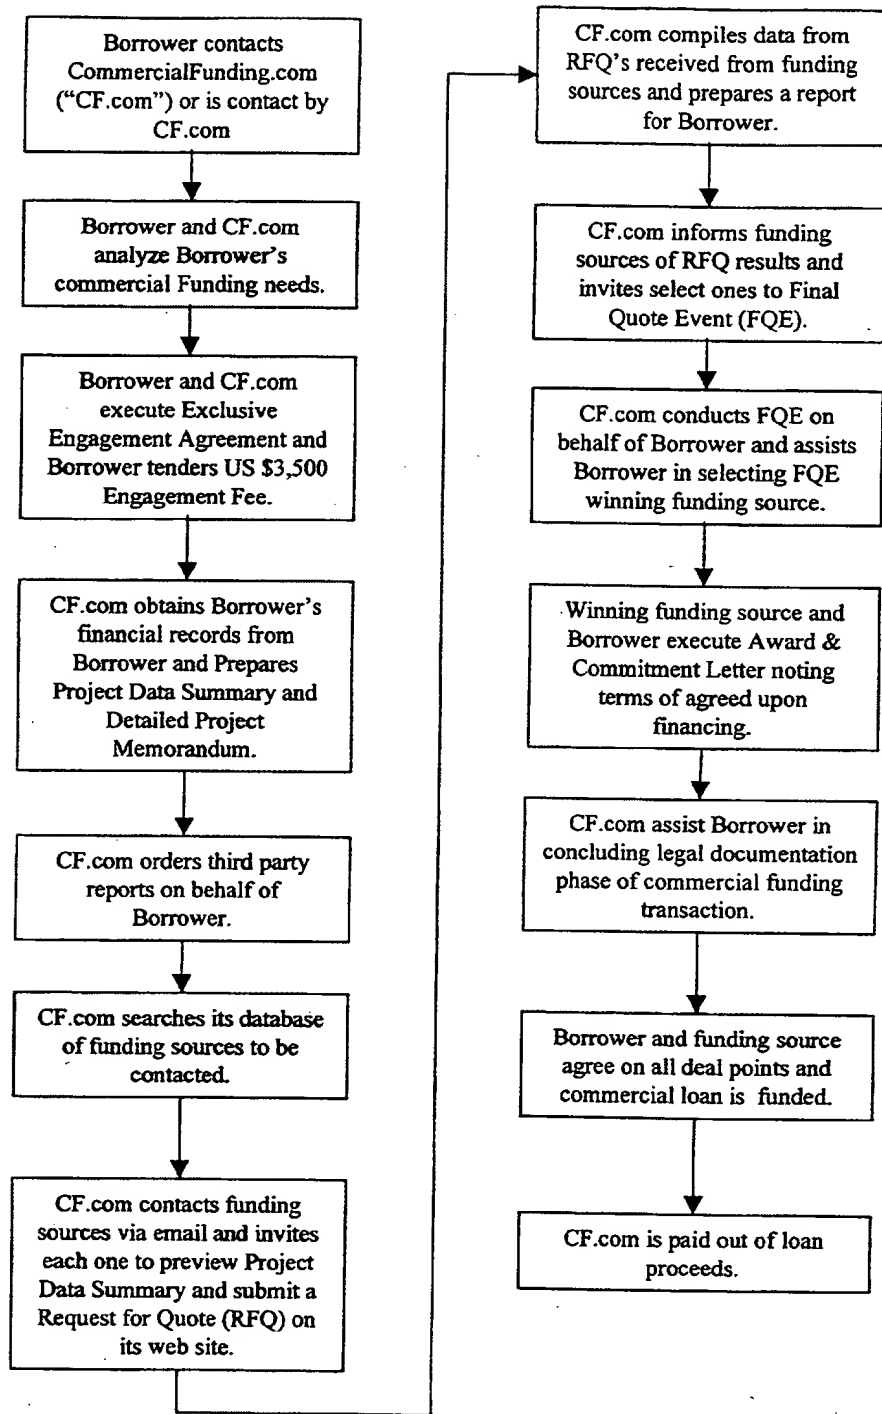 Borrower contacts
CommercialFunding.com
(“CF.com”) or is contact by
CF.com
Borrower and CF.com
analyze Borrower’s
commercial Funding needs.
Borrower and CF.com
execute Exclusive
Engagement Agreement and
Borrower tenders US $3,500
Engagement Fee.
CF.com obtains Borrower’s
financial records from
Borrower and Prepares
Project Data Summary and
Detailed Project
Memorandum.
CF.com orders third party
reports on behalf of
Borrower.
CF.com searches its database
of funding sources to be
contacted.
CF.com contacts funding
sources via email and invites
each one to preview Project
Data Summary and submit a
Request for Quote (RFQ) on
its web site.
CF.com compiles data from
RFQ’s received from funding
sources and prepares a report
for Borrower.
CF.com informs funding
sources of RFQ results and
invites select ones to Final
Quote Event (FQE).
CF.com conducts FQE on
behalf of Borrower and assists
Borrower in selecting FQE
winning funding source.
Winning funding source and
Borrower execute Award &
Commitment Letter noting
terms of agreed upon
financing.
CF.com assist Borrower in
concluding legal documentation
phase of commercial funding
transaction.
Borrower and funding source
agree on all deal points and
commercial loan is funded.
CF.com is paid out of loan
proceeds.